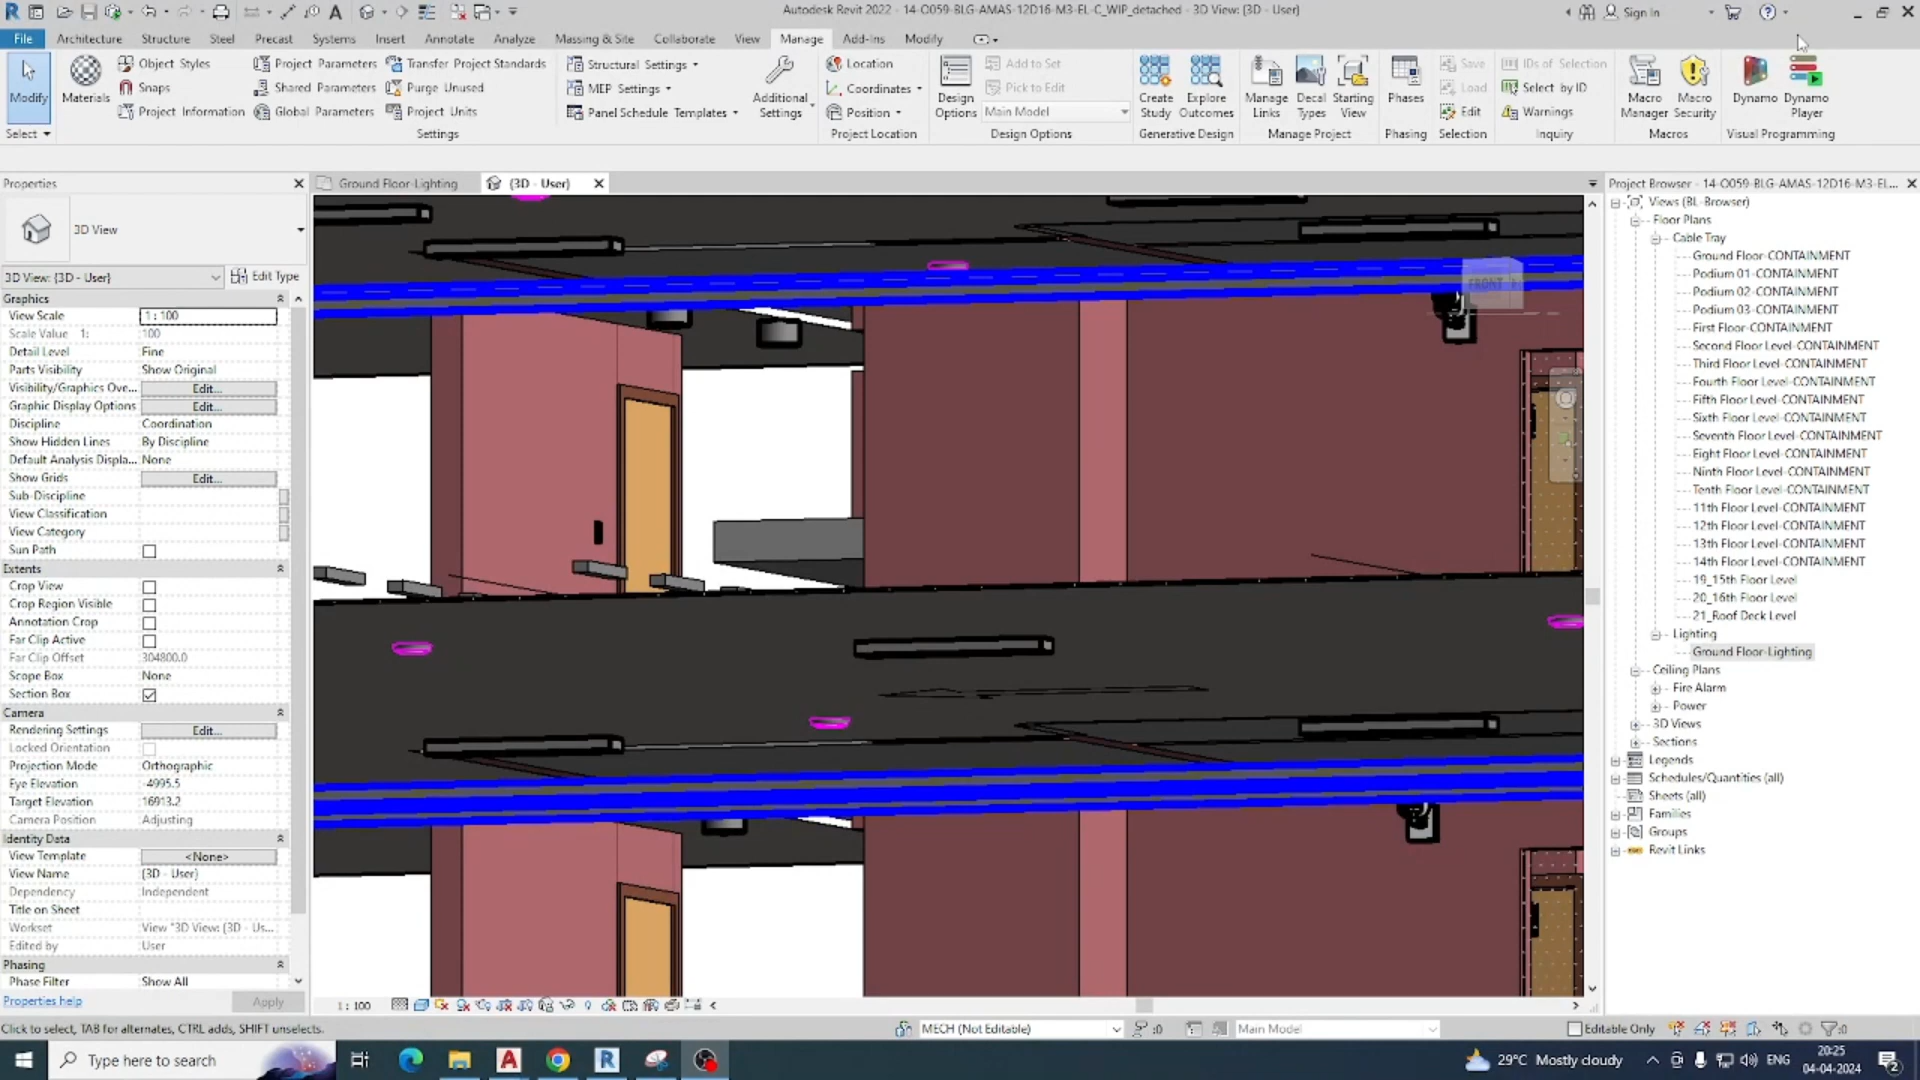 Autodesk Revit 2022 - 14-O059-BLG-AMAS-12D16-M3-EL-C_WIP_detached - 3D View: {3D - User}
Sign In
File Architecture Structure Steel Precast Systems Insert Annotate Analyze Massing & Site Collaborate View Manage Add-Ins Modify
Modify
Select
Materials
Object Styles
Snaps
Project Information
Project Parameters
Shared Parameters
Global Parameters
Transfer Project Standards
Purge Unused
Project Units
Settings
Structural Settings
MEP Settings
Panel Schedule Templates
Additional Settings
Location
Coordinates
Position
Project Location
Design Options
Add to Set
Pick to Edit
Main Model
Design Options
Create Study
Explore Outcomes
Generative Design
Manage Links
Decal Types
Starting View
Manage Project
Phases
Phasing
Save
Load
Edit
Selection
IDs of Selection
Select by ID
Warnings
Inquiry
Macro Manager
Macro Security
Macros
Dynamo
Dynamo Player
Visual Programming
Properties
3D View
3D View: {3D - User}
Edit Type
Graphics
View Scale 1 : 100
Scale Value 1: 100
Detail Level Fine
Parts Visibility Show Original
Visibility/Graphics Ove... Edit...
Graphic Display Options Edit...
Discipline Coordination
Show Hidden Lines By Discipline
Default Analysis Displa... None
Show Grids Edit...
Sub-Discipline
View Classification
View Category
Sun Path
Extents
Crop View
Crop Region Visible
Annotation Crop
Far Clip Active
Far Clip Offset 304800.0
Scope Box None
Section Box
Camera
Rendering Settings Edit...
Locked Orientation
Projection Mode Orthographic
Eye Elevation -4995.5
Target Elevation 16913.2
Camera Position Adjusting
Identity Data
View Template <None>
View Name {3D - User}
Dependency Independent
Title on Sheet
Workset View "3D View: {3D - Us...
Edited by User
Phasing
Phase Filter Show All
Properties help
Apply
Ground Floor-Lighting
{3D - User}
FRONT
1 : 100
Project Browser - 14-O059-BLG-AMAS-12D16-M3-EL...
Views (BL-Browser)
Floor Plans
Cable Tray
Ground Floor-CONTAINMENT
Podium 01-CONTAINMENT
Podium 02-CONTAINMENT
Podium 03-CONTAINMENT
First Floor-CONTAINMENT
Second Floor Level-CONTAINMENT
Third Floor Level-CONTAINMENT
Fourth Floor Level-CONTAINMENT
Fifth Floor Level-CONTAINMENT
Sixth Floor Level-CONTAINMENT
Seventh Floor Level-CONTAINMENT
Eight Floor Level-CONTAINMENT
Ninth Floor Level-CONTAINMENT
Tenth Floor Level-CONTAINMENT
11th Floor Level-CONTAINMENT
12th Floor Level-CONTAINMENT
13th Floor Level-CONTAINMENT
14th Floor Level-CONTAINMENT
19_15th Floor Level
20_16th Floor Level
21_Roof Deck Level
Lighting
Ground Floor-Lighting
Ceiling Plans
Fire Alarm
Power
3D Views
Sections
Legends
Schedules/Quantities (all)
Sheets (all)
Families
Groups
Revit Links
Click to select, TAB for alternates, CTRL adds, SHIFT unselects.
MECH (Not Editable)
:0
Main Model
Editable Only
:0
Type here to search
29°C Mostly cloudy
ENG
20:25
04-04-2024
2